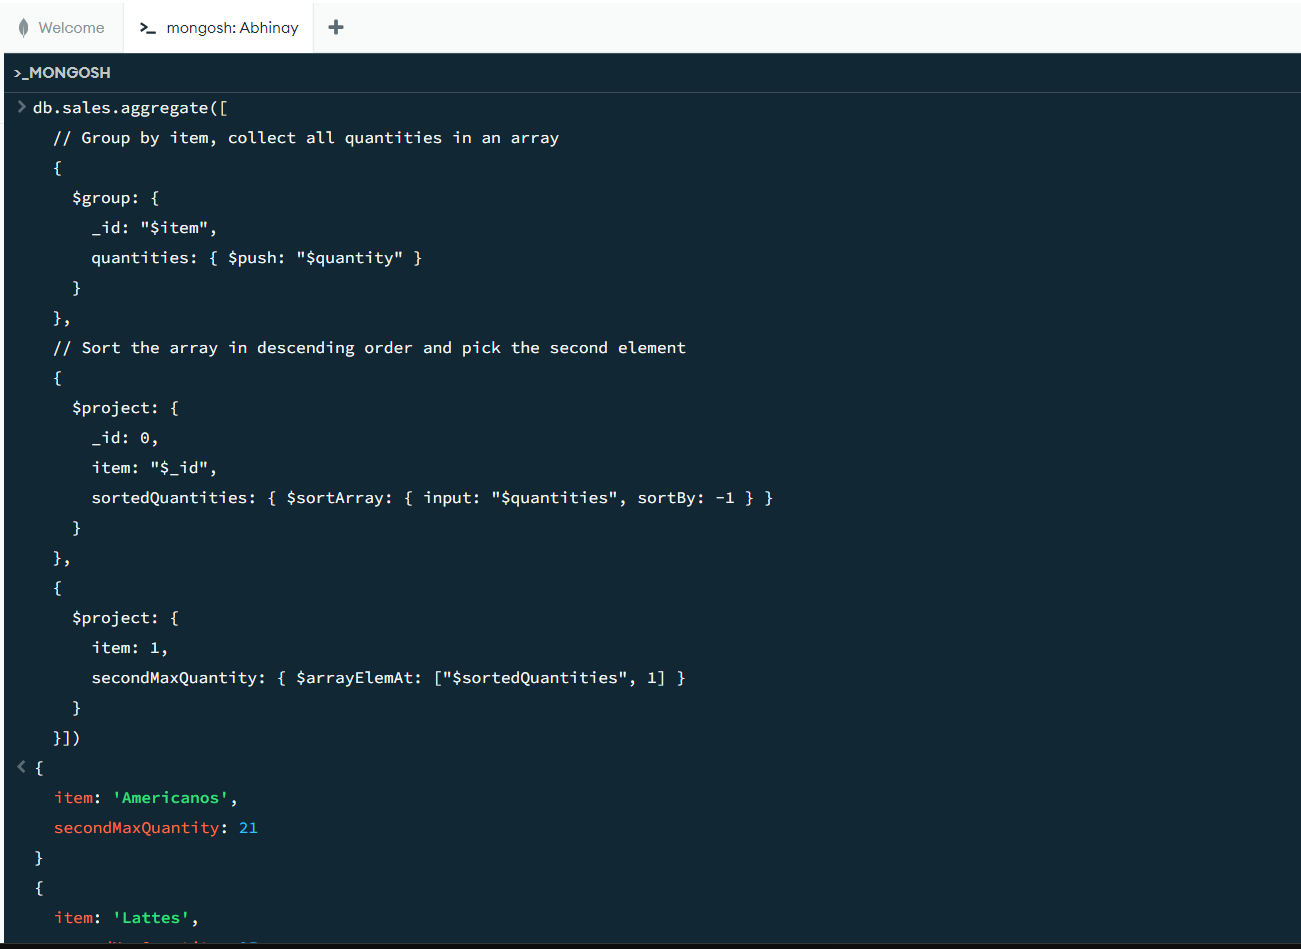 Welcome
>_ mongosh: Abhinay +
>_MONGOSH
> db.sales.aggregate([
// Group by item, collect all quantities in an array
{
$group: {
_id: "$item",
quantities: { $push: "$quantity" }
}
},
// Sort the array in descending order and pick the second element
{
$project: {
_id: 0,
item: "$_id",
sortedQuantities: { $sortArray: { input: "$quantities", sortBy: -1 } }
}
},
{
$project: {
item: 1,
secondMaxQuantity: { $arrayElemAt: ["$sortedQuantities", 1] }
}
}])
< {
item: 'Americanos',
secondMaxQuantity: 21
}
{
item: 'Lattes',